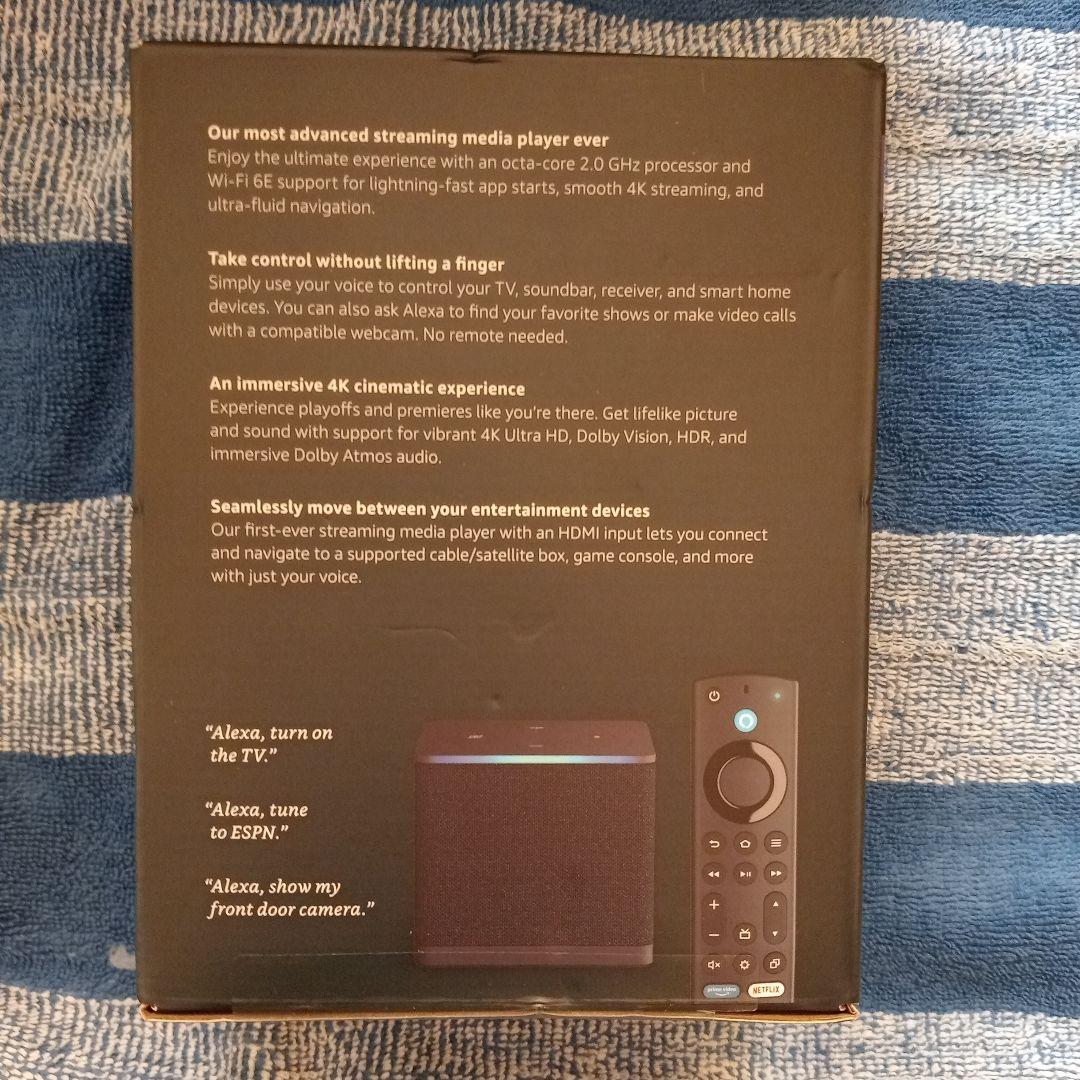 Our most advanced streaming media player ever
Enjoy the ultimate experience with an octa-core 2.0 GHz processor and
Wi-Fi 6E support for lightning-fast app starts, smooth 4K streaming, and
ultra-fluid navigation.
Take control without lifting a finger
Simply use your voice to control your TV, soundbar, receiver, and smart home
devices. You can also ask Alexa to find your favorite shows or make video calls
with a compatible webcam. No remote needed.
An immersive 4K cinematic experience
Experience playoffs and premieres like you're there. Get lifelike picture
and sound with support for vibrant 4K Ultra HD, Dolby Vision, HDR, and
immersive Dolby Atmos audio.
Seamlessly move between your entertainment devices
Our first-ever streaming media player with an HDMI input lets you connect
and navigate to a supported cable/satellite box, game console, and more
with just your voice.
“Alexa, turn on
the TV.”
“Alexa, tune
to ESPN.”
“Alexa, show my
front door camera.”
prime video
NETFLIX